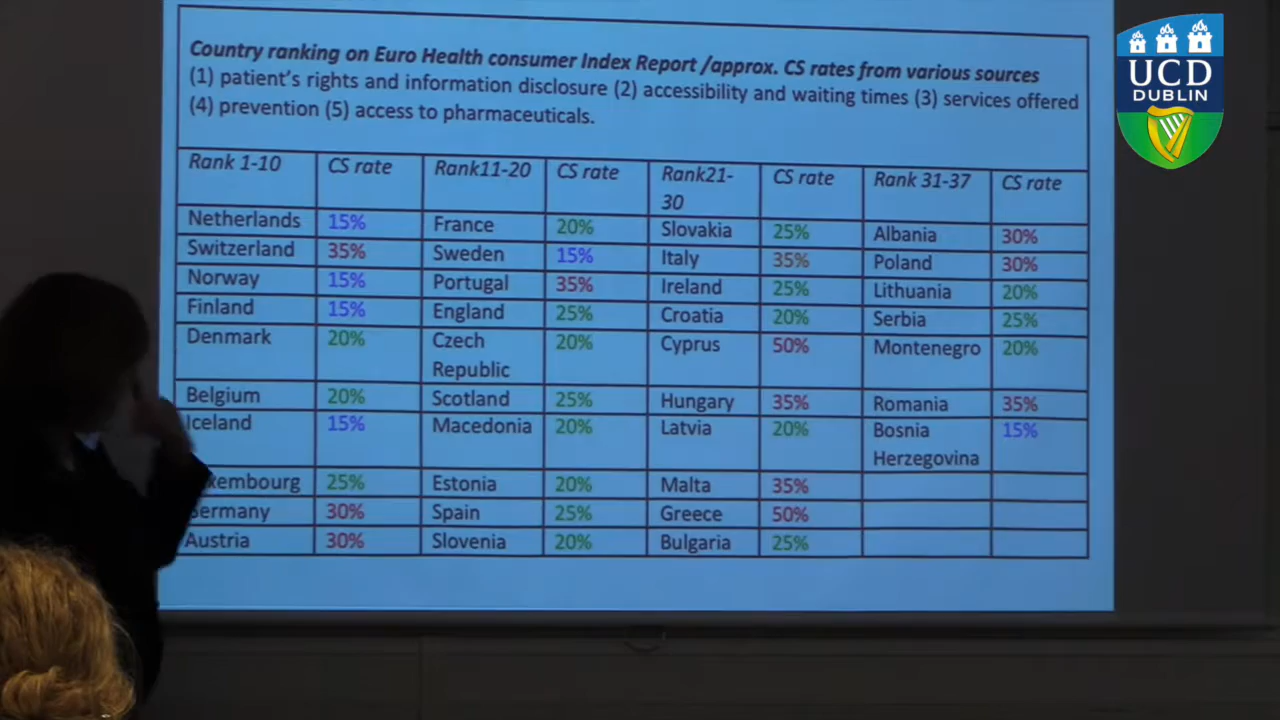 Country ranking on Euro Health consumer Index Report /approx. CS rates from various sources
(1) patient's rights and information disclosure (2) accessibility and waiting times (3) services offered
(4) prevention (5) access to pharmaceuticals.
Rank 1-10 CS rate Rank11-20 CS rate Rank21-30 CS rate Rank 31-37 CS rate
Netherlands 15% France 20% Slovakia 25% Albania 30%
Switzerland 35% Sweden 15% Italy 35% Poland 30%
Norway 15% Portugal 35% Ireland 25% Lithuania 20%
Finland 15% England 25% Croatia 20% Serbia 25%
Denmark 20% Czech Republic 20% Cyprus 50% Montenegro 20%
Belgium 20% Scotland 25% Hungary 35% Romania 35%
Iceland 15% Macedonia 20% Latvia 20% Bosnia Herzegovina 15%
25% Estonia 20% Malta 35%
Germany 30% Spain 25% Greece 50%
Austria 30% Slovenia 20% Bulgaria 25%
UCD
DUBLIN